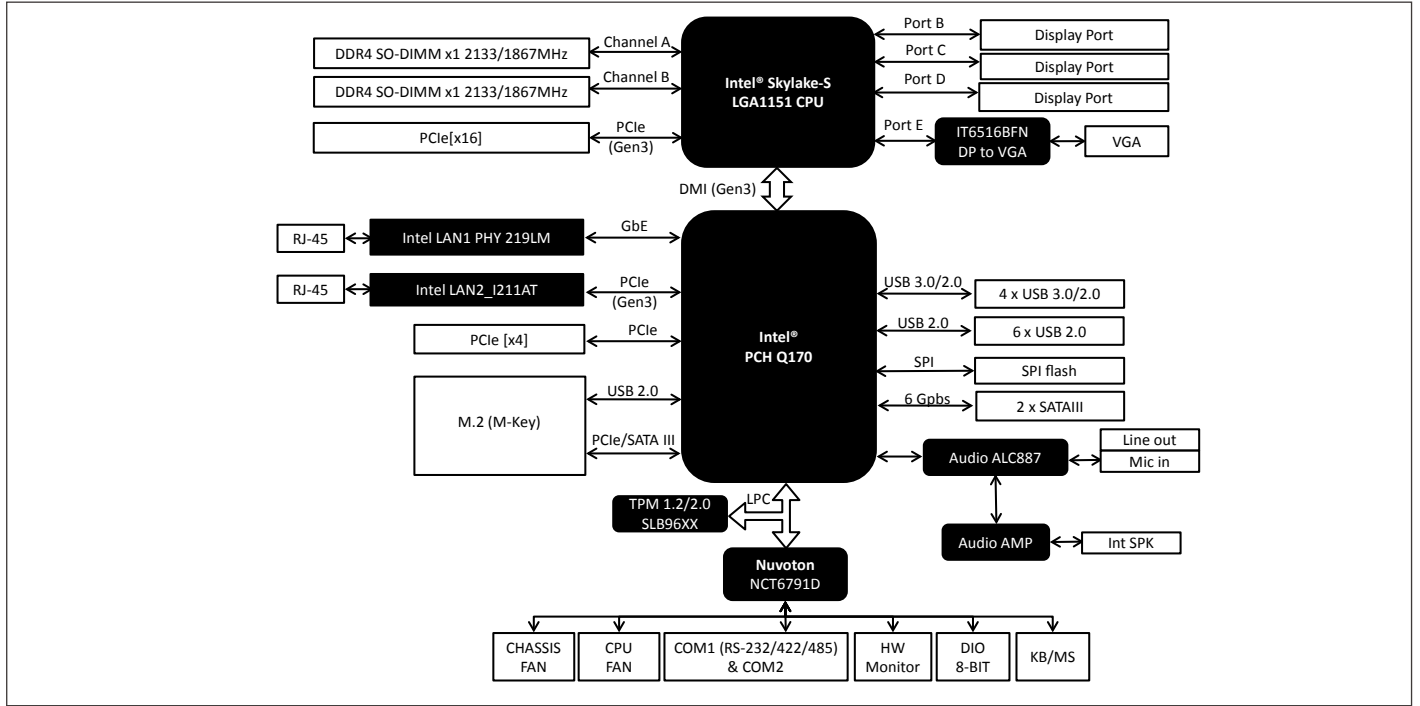 DDR4 SO-DIMM x1 2133/1867MHz
Channel A
DDR4 SO-DIMM x1 2133/1867MHz
Channel B
PCIe[x16]
PCIe
(Gen3)
Intel® Skylake-S
LGA1151 CPU
Port B
Display Port
Port C
Display Port
Port D
Display Port
Port E
IT6516BFN
DP to VGA
VGA
DMI (Gen3)
RJ-45
Intel LAN1 PHY 219LM
GbE
RJ-45
Intel LAN2_I211AT
PCIe
(Gen3)
PCIe [x4]
PCIe
M.2 (M-Key)
USB 2.0
PCIe/SATA III
Intel®
PCH Q170
USB 3.0/2.0
4 x USB 3.0/2.0
USB 2.0
6 x USB 2.0
SPI
SPI flash
6 Gpbs
2 x SATAIII
Audio ALC887
Line out
Mic in
Audio AMP
Int SPK
TPM 1.2/2.0
SLB96XX
LPC
Nuvoton
NCT6791D
CHASSIS
FAN
CPU
FAN
COM1 (RS-232/422/485)
& COM2
HW
Monitor
DIO
8-BIT
KB/MS